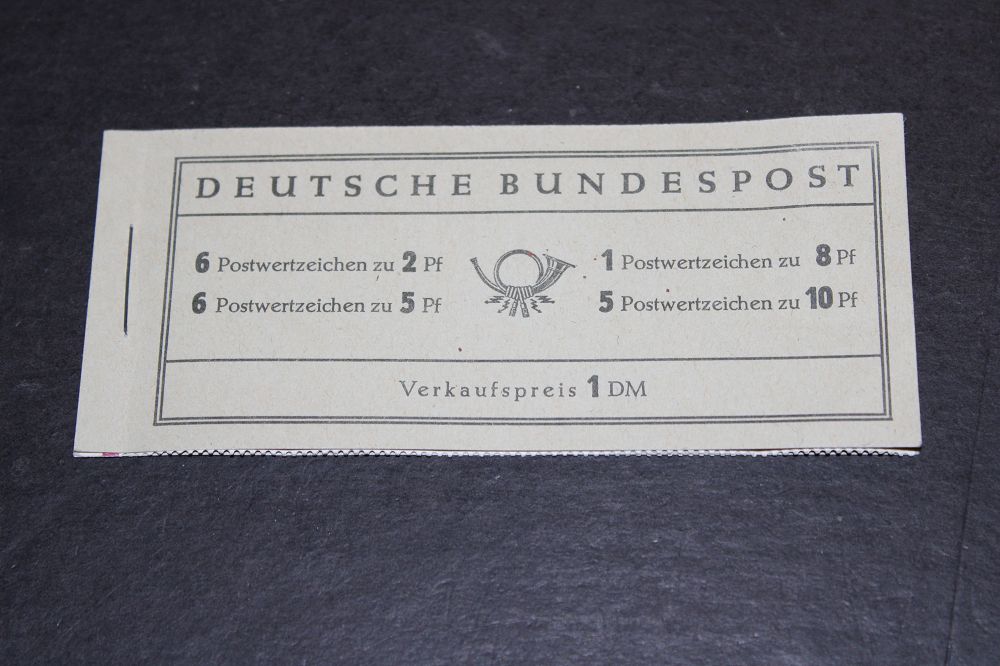 DEUTSCHE BUNDESPOST
6 Postwertzeichen zu 2 Pf
6 Postwertzeichen zu 5 Pf
1 Postwertzeichen zu 8 Pf
5 Postwertzeichen zu 10 Pf
Verkaufspreis 1 DM